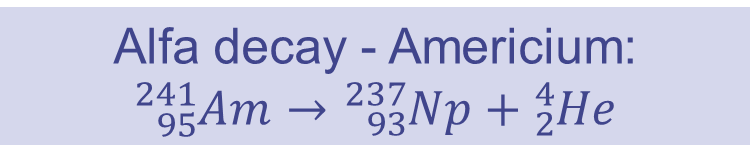 Alfa decay - Americium:
²⁴¹₉₅Am → ²³⁷₉₃Np + ⁴₂He